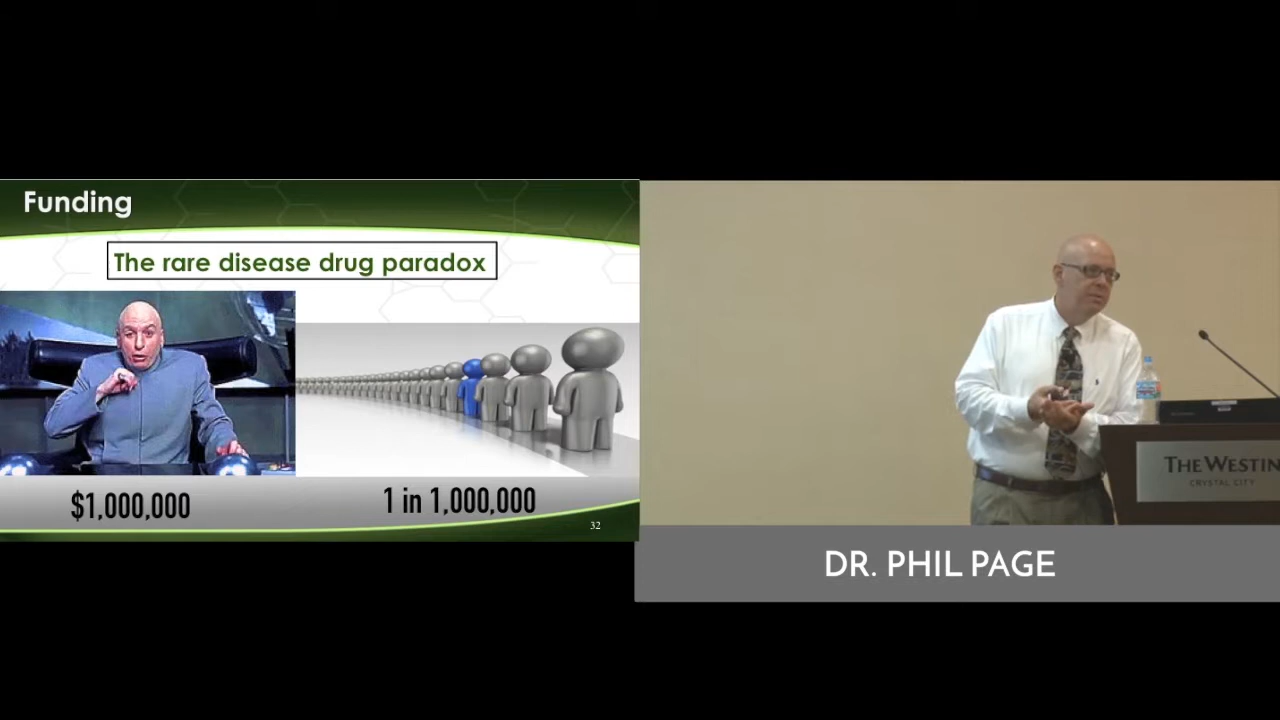 Funding
The rare disease drug paradox
$1,000,000
1 in 1,000,000
32
THE WESTIN
CRYSTAL CITY
DR. PHIL PAGE